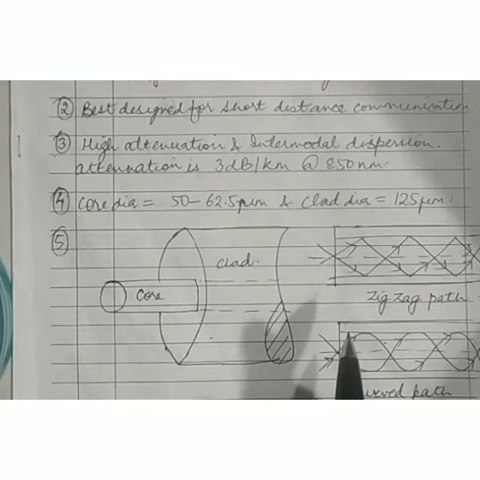 ② Best designed for short distance communication
③ High attenuation & Intermodal dispersion.
attenuation is 3dB/km @ 850nm.
④ Core dia = 50-62.5μm & Clad dia = 125μm.
⑤
Clad.
Core
Zig Zag path
path